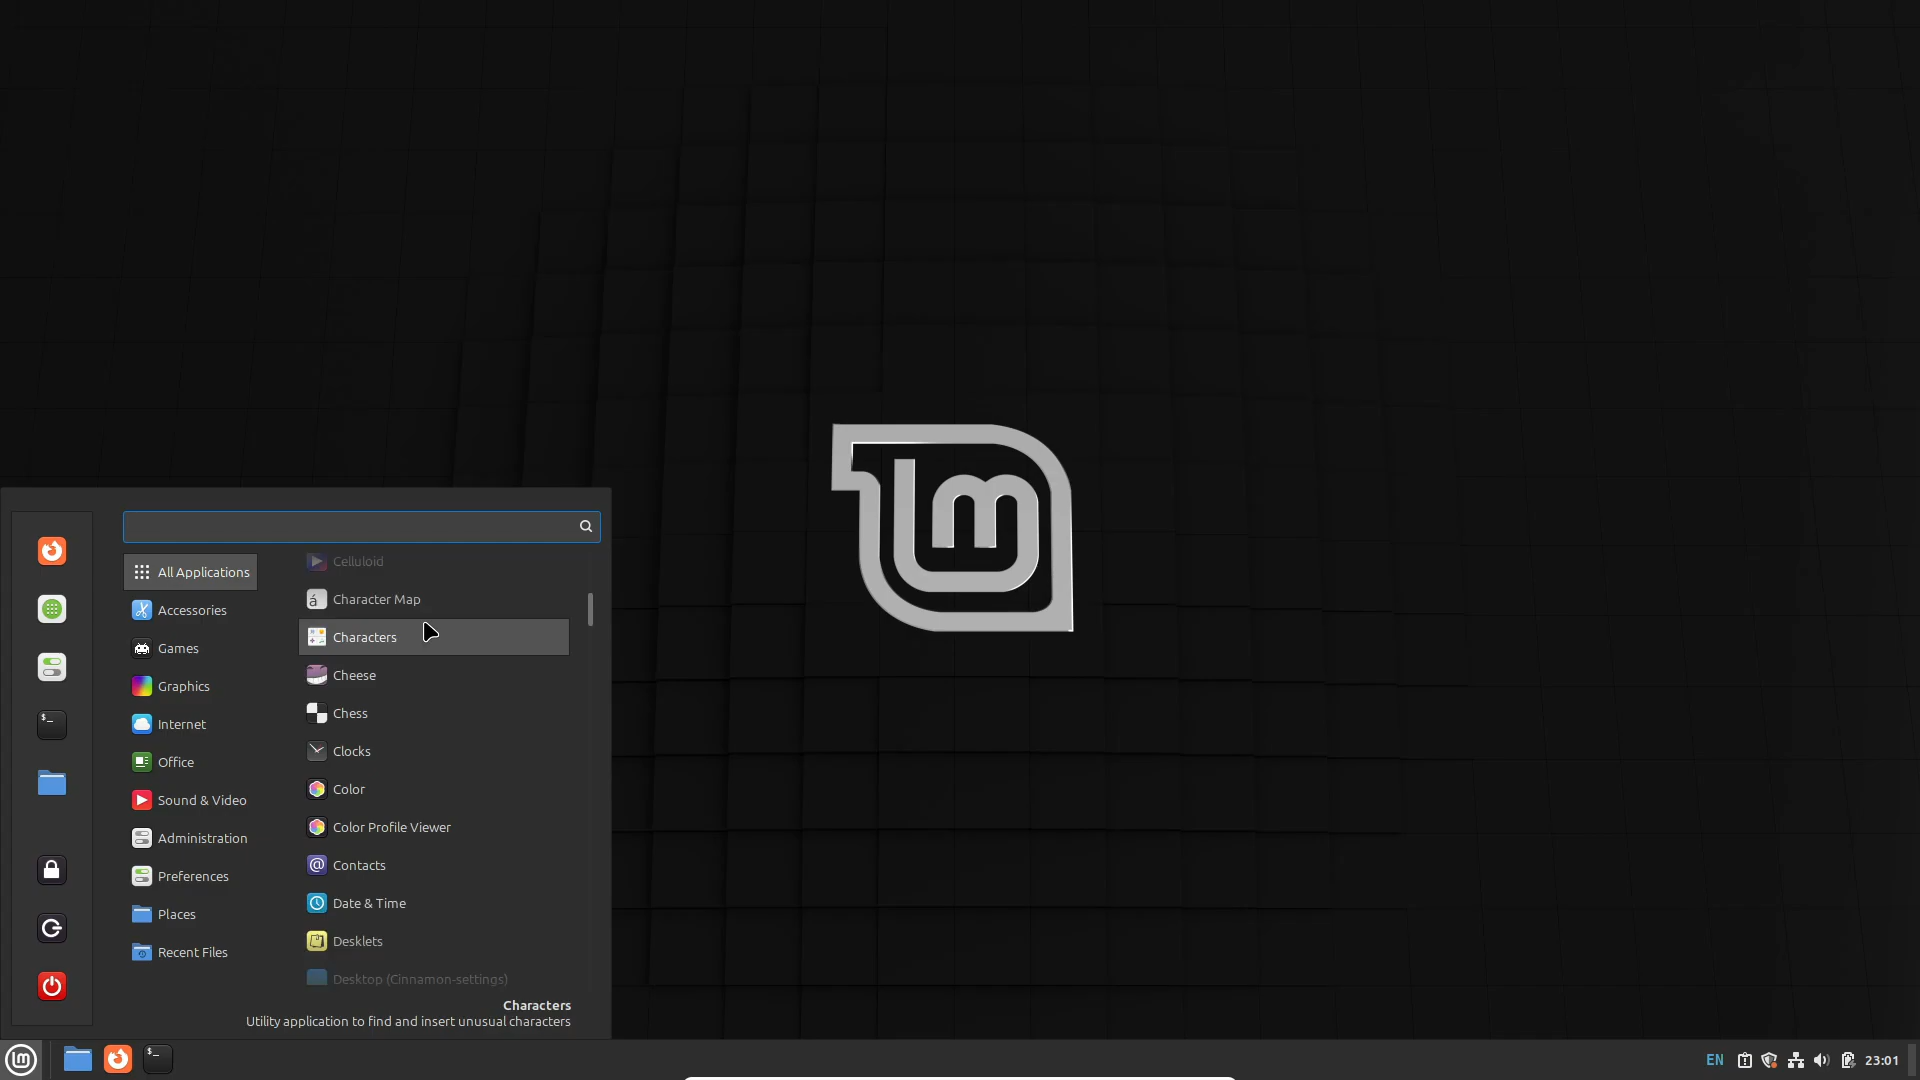 lm
All Applications
Accessories
Games
Graphics
Internet
Office
Sound & Video
Administration
Preferences
Places
Recent Files
Celluloid
á Character Map
Characters
Cheese
Chess
Clocks
Color
Color Profile Viewer
@ Contacts
Date & Time
Desklets
Desktop (Cinnamon-settings)
Characters
Utility application to find and insert unusual characters
lm
$_
$_
EN
23:01